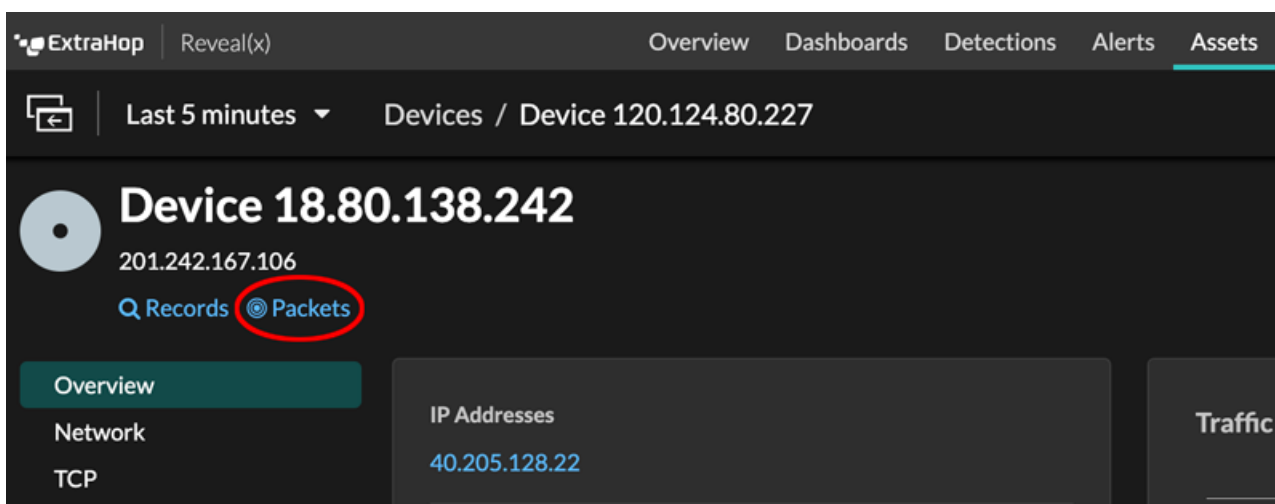 ExtraHop Reveal(x) Overview Dashboards Detections Alerts Assets
Last 5 minutes Devices / Device 120.124.80.227
Device 18.80.138.242
201.242.167.106
Records Packets
Overview
Network
TCP
IP Addresses
40.205.128.22
Traffic